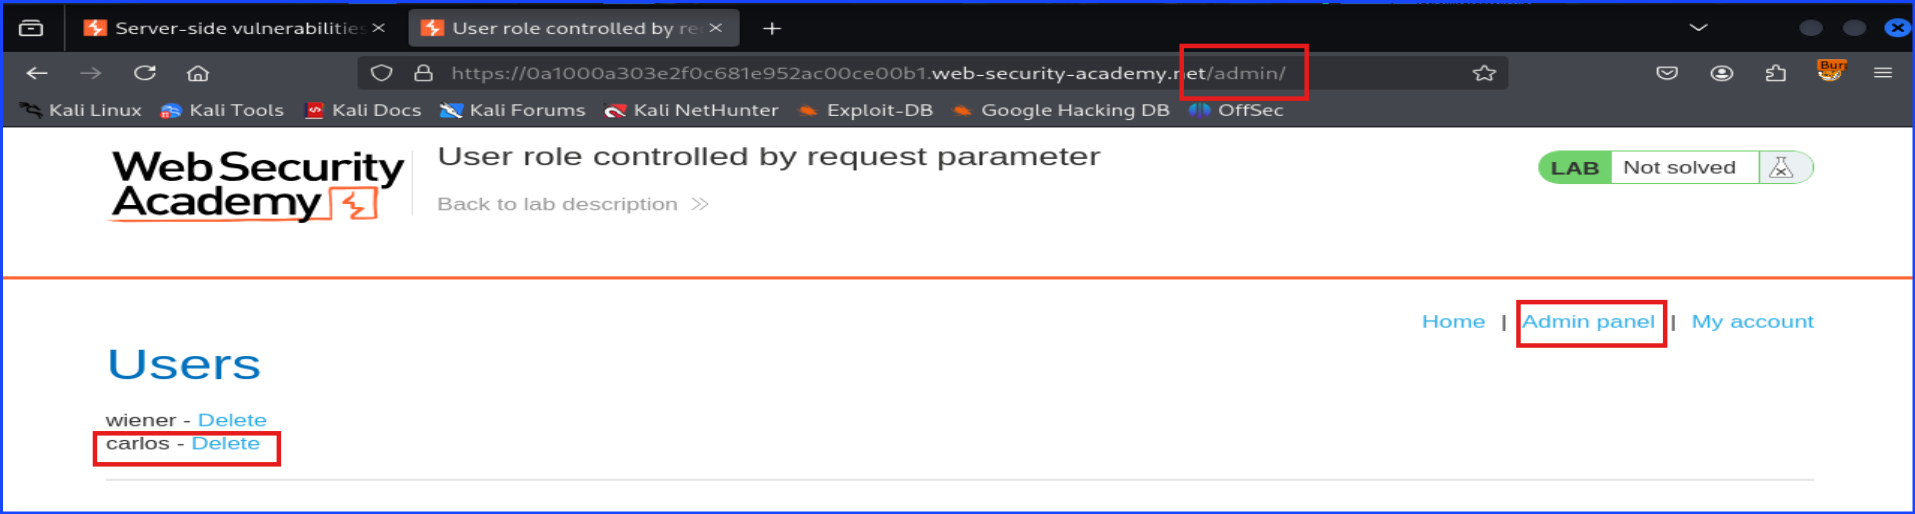 Server-side vulnerabilities
User role controlled by re
https://0a1000a303e2f0c681e952ac00ce00b1.web-security-academy.net/admin/
Kali Linux Kali Tools Kali Docs Kali Forums Kali NetHunter Exploit-DB Google Hacking DB OffSec
Web Security
Academy
User role controlled by request parameter
Back to lab description
LAB Not solved
Home | Admin panel | My account
Users
wiener - Delete
carlos - Delete